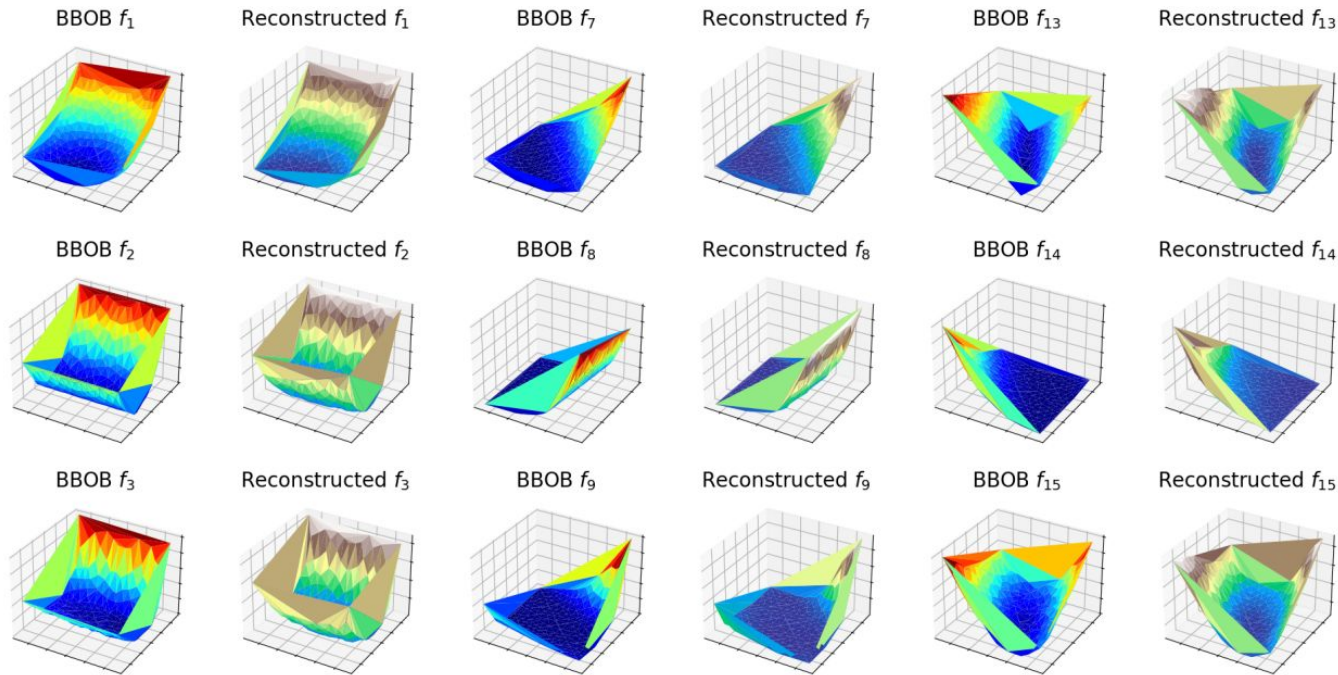 BBOB f₁ Reconstructed f₁ BBOB f₇ Reconstructed f₇ BBOB f₁₃ Reconstructed f₁₃
BBOB f₂ Reconstructed f₂ BBOB f₈ Reconstructed f₈ BBOB f₁₄ Reconstructed f₁₄
BBOB f₃ Reconstructed f₃ BBOB f₉ Reconstructed f₉ BBOB f₁₅ Reconstructed f₁₅